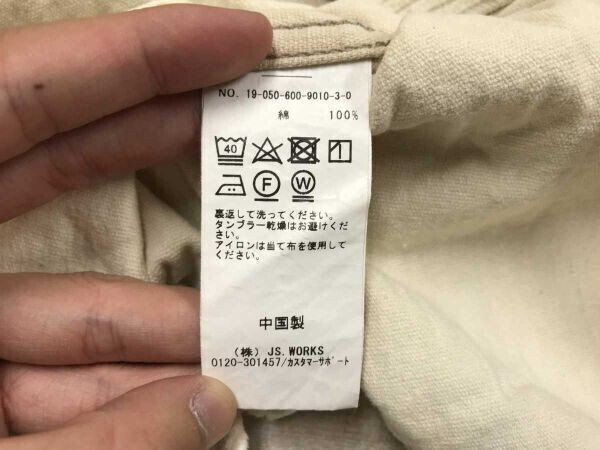 NO. 19-050-600-9010-3-0
綿 100%
40
F W
裏返して洗ってください。
タンブラー乾燥はお避けくだ
さい。
アイロンは当て布を使用して
ください。
中国製
(株) JS. WORKS
0120-301457/カスタマーサポート